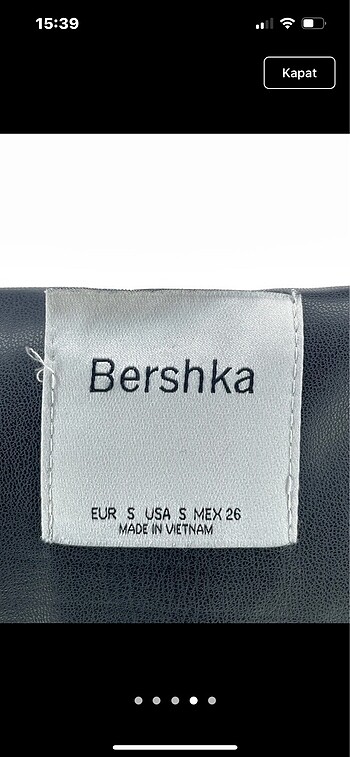 15:39
Kapat
Bershka
EUR S USA S MEX 26
MADE IN VIETNAM